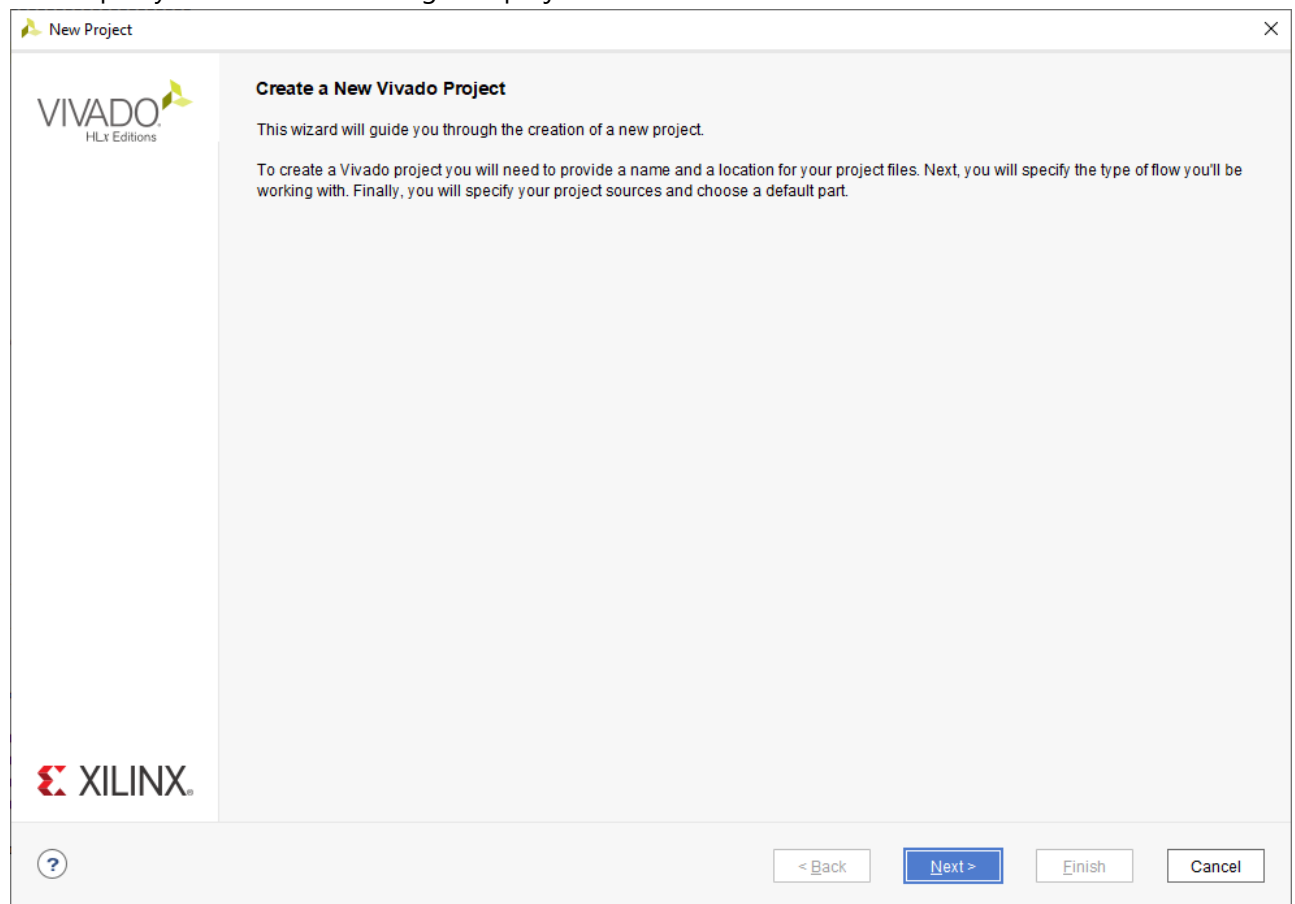 New Project
VIVADO
HLx Editions
Create a New Vivado Project
This wizard will guide you through the creation of a new project.
To create a Vivado project you will need to provide a name and a location for your project files. Next, you will specify the type of flow you'll be
working with. Finally, you will specify your project sources and choose a default part.
XILINX
?
< Back
Next >
Finish
Cancel